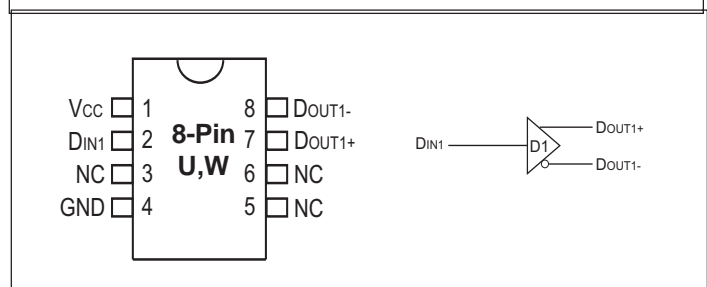 Vcc 1 8 DOUT1-
DIN1 2 8-Pin 7 DOUT1+
NC 3 U,W 6 NC
GND 4 5 NC
DIN1 D1 DOUT1+
DOUT1-